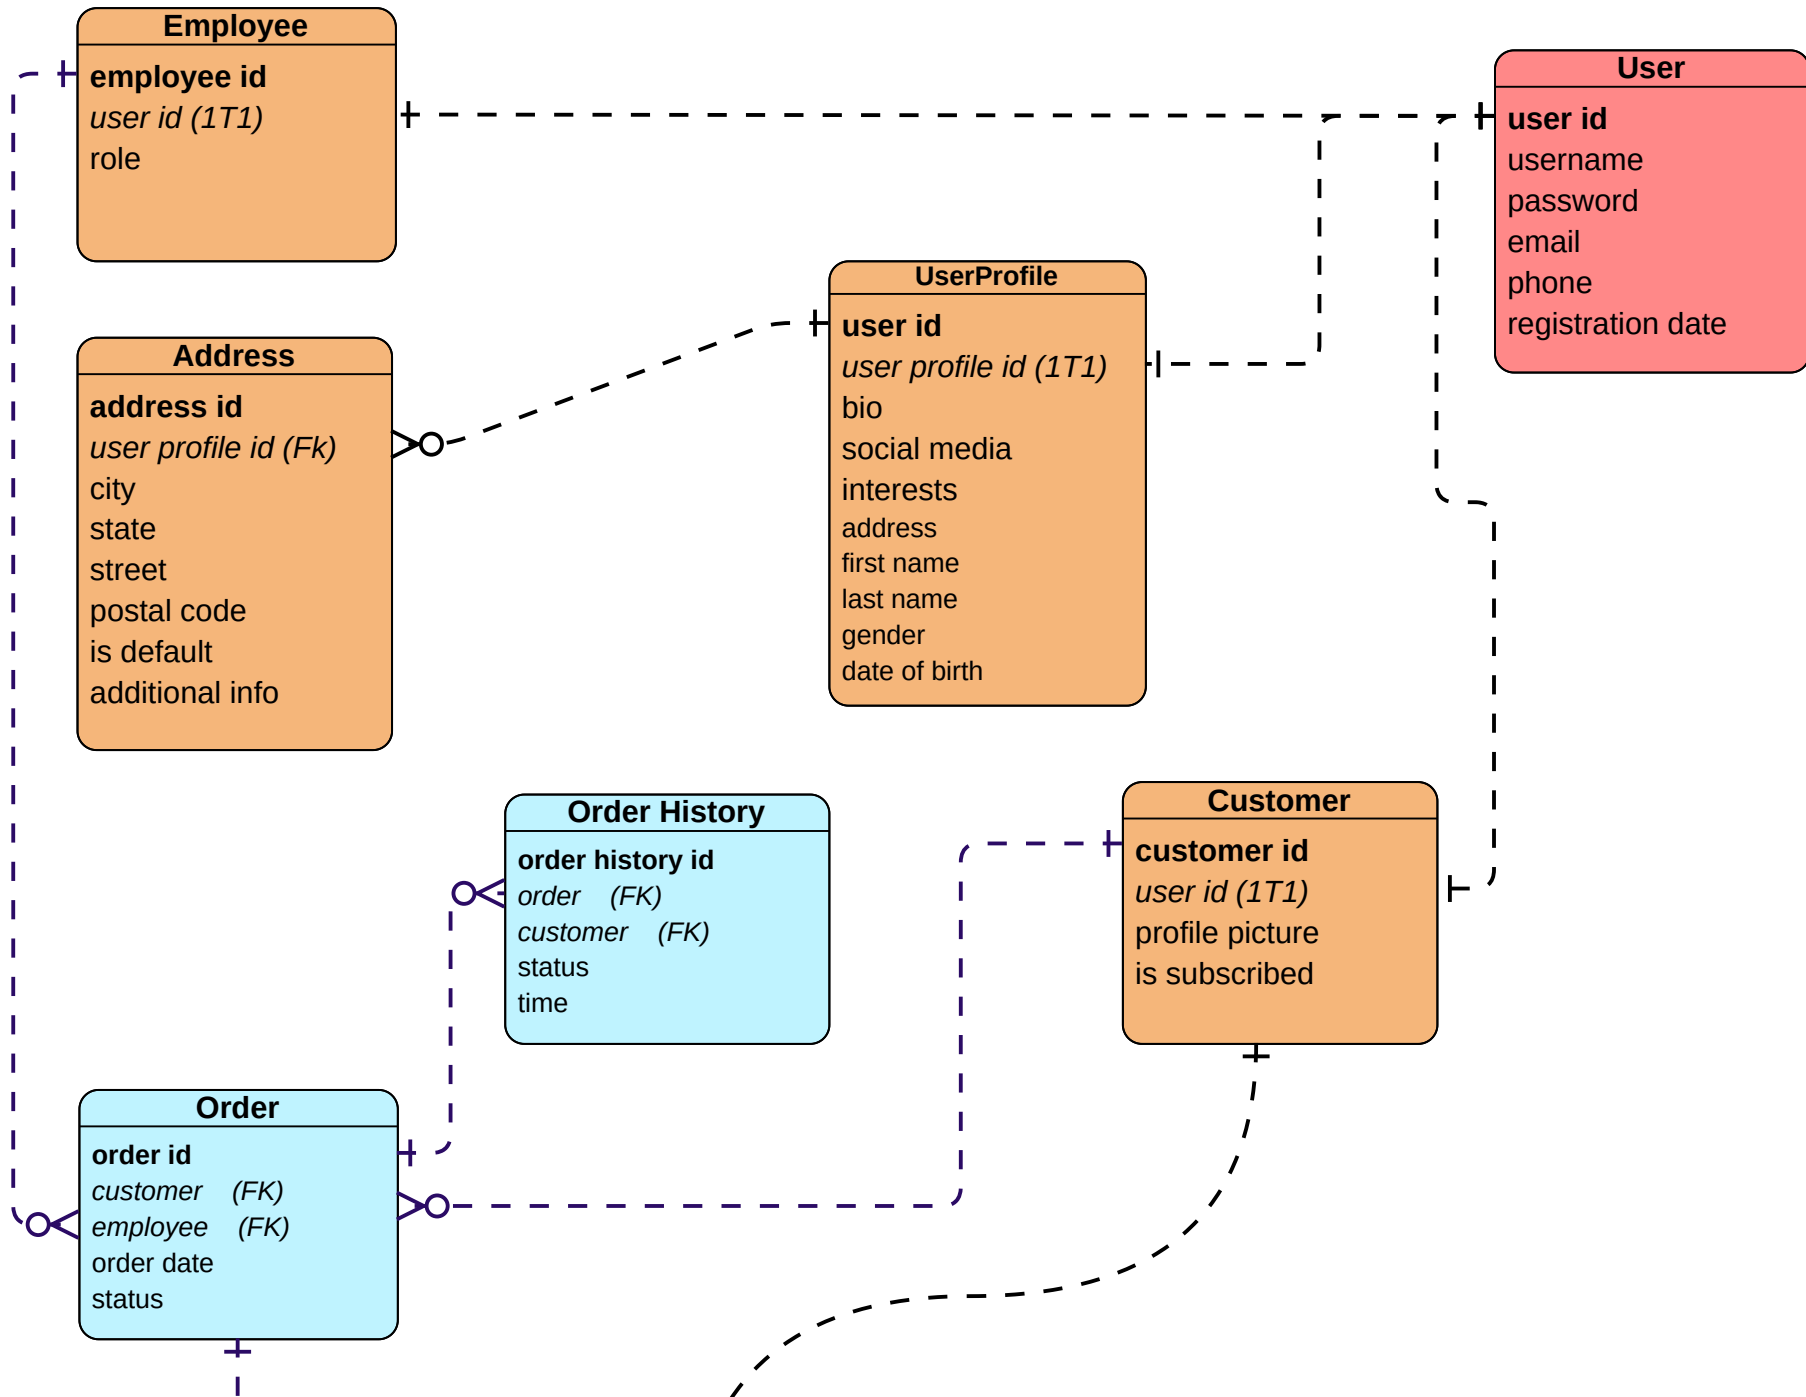 Employee
employee id
user id (1T1)
role
User
user id
username
password
email
phone
registration date
UserProfile
user id
user profile id (1T1)
bio
social media
interests
address
first name
last name
gender
date of birth
Address
address id
user profile id (Fk)
city
state
street
postal code
is default
additional info
Order History
order history id
order (FK)
customer (FK)
status
time
Customer
customer id
user id (1T1)
profile picture
is subscribed
Order
order id
customer (FK)
employee (FK)
order date
status